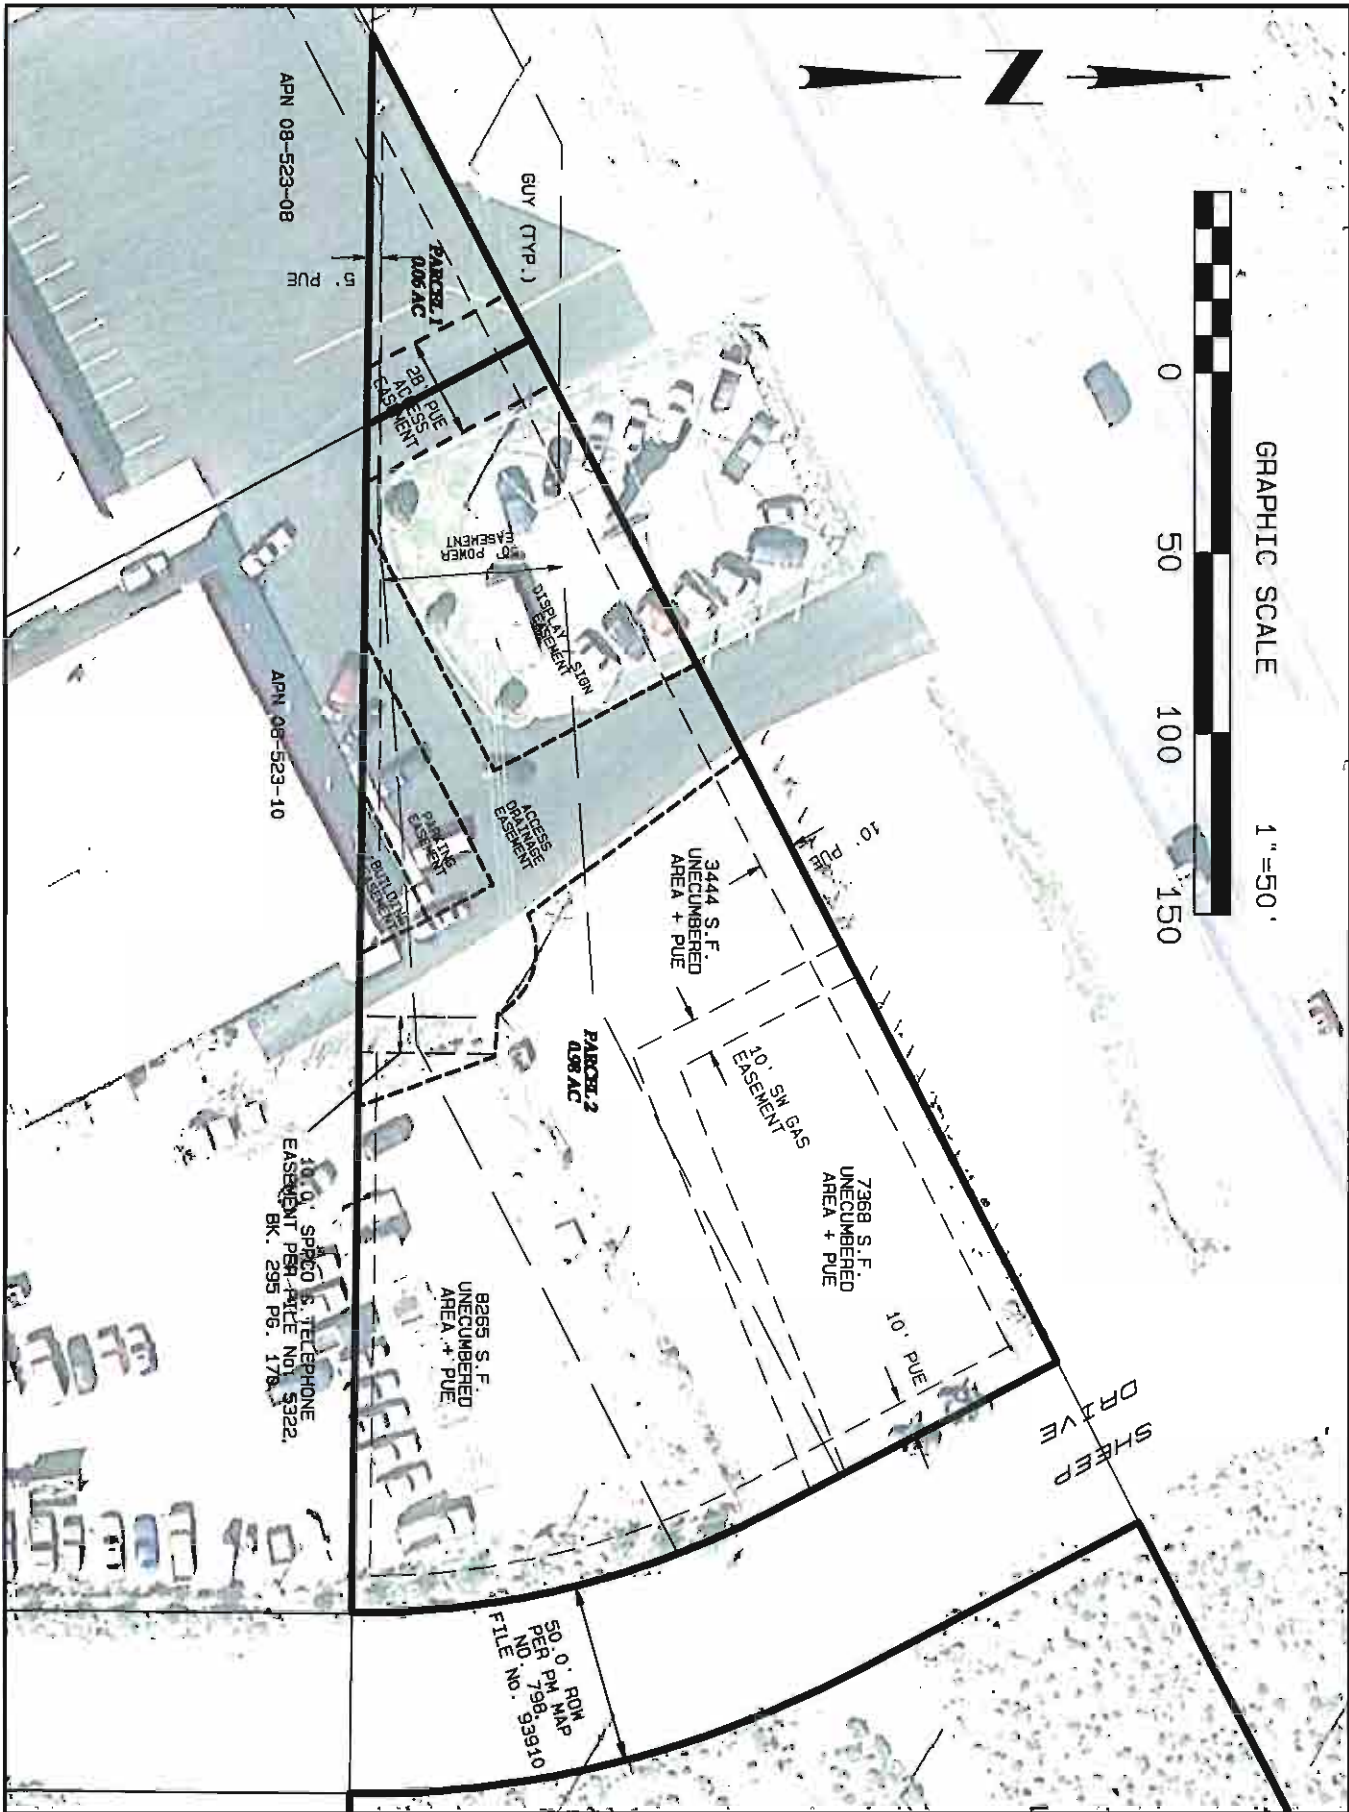 GRAPHIC SCALE 1"=50'
0 50 100 150
N
GUY (TYP.)
APN 08-523-08
5' PUE
PARCEL 1
0.06 AC
28' PUE
ACCESS
EASEMENT
POWER
EASEMENT
DISPLAY SIGN
EASEMENT
APN 08-523-10
ACCESS
DRAINAGE
EASEMENT
PARKING
EASEMENT
BUILDING
EASEMENT
10' PUE
3444 S.F.
UNECUMBERED
AREA + PUE
10' SW GAS
EASEMENT
PARCEL 2
0.98 AC
7368 S.F.
UNECUMBERED
AREA + PUE
10' PUE
8265 S.F.
UNECUMBERED
AREA + PUE
10.0' SPPCO & TELEPHONE
EASEMENT PER FILE No. 5322,
BK. 295 PG.
SHEEP
DRIVE
50.0' ROW
PER PM MAP
NO. 798,
FILE No. 93910